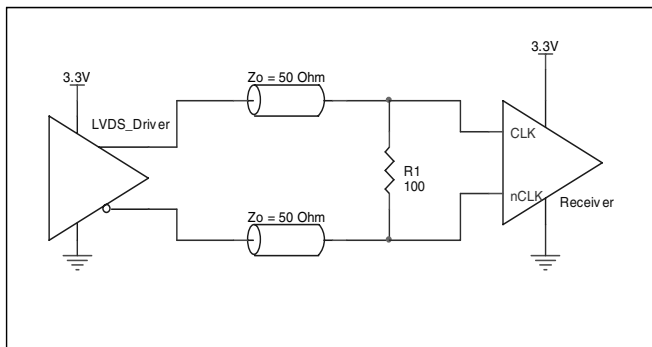 3.3V
LVDS_Driver
Zo = 50 Ohm
Zo = 50 Ohm
R1
100
3.3V
CLK
nCLK
Receiver